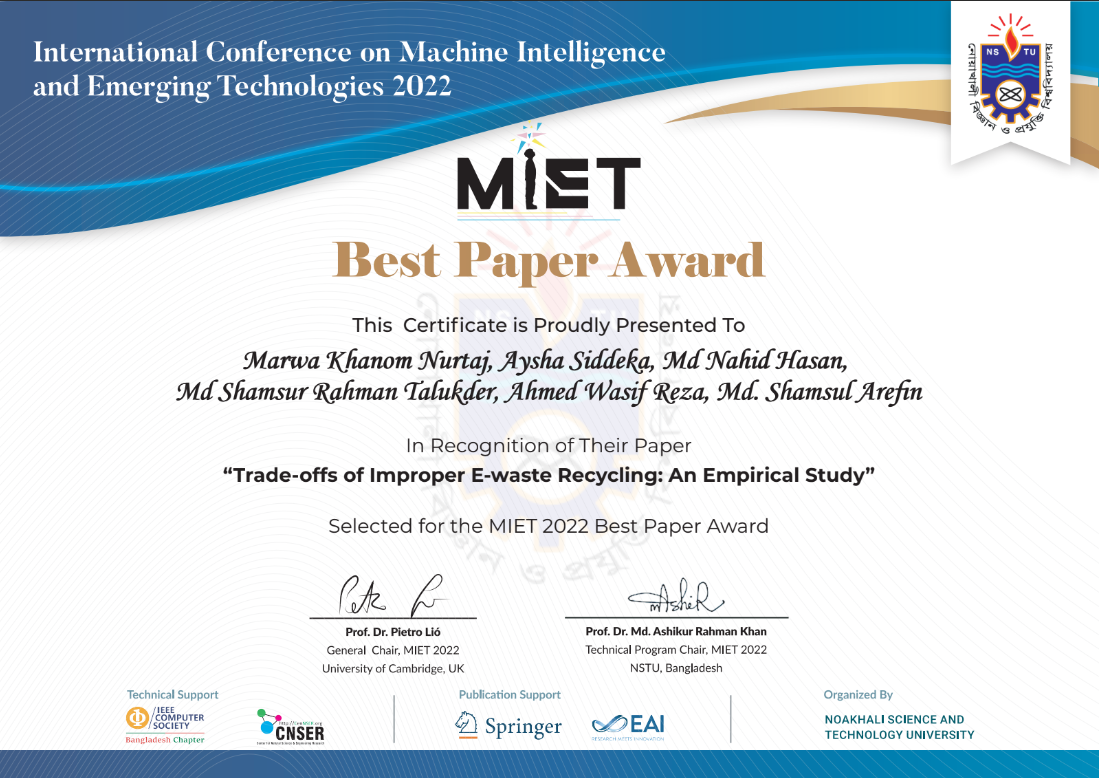 International Conference on Machine Intelligence
and Emerging Technologies 2022
NS TU
নোয়াখালী বিজ্ঞান ও প্রযুক্তি বিশ্ববিদ্যালয়
MIET
Best Paper Award
This Certificate is Proudly Presented To
Marwa Khanom Nurtaj, Aysha Siddeka, Md Nahid Hasan,
Md Shamsur Rahman Talukder, Ahmed Wasif Reza, Md. Shamsul Arefin
In Recognition of Their Paper
“Trade-offs of Improper E-waste Recycling: An Empirical Study”
Selected for the MIET 2022 Best Paper Award
Prof. Dr. Pietro Lió
General Chair, MIET 2022
University of Cambridge, UK
Prof. Dr. Md. Ashikur Rahman Khan
Technical Program Chair, MIET 2022
NSTU, Bangladesh
Technical Support
IEEE
COMPUTER
SOCIETY
Bangladesh Chapter
CNSER
Publication Support
Springer
EAI
RESEARCH MEETS INNOVATION
Organized By
NOAKHALI SCIENCE AND
TECHNOLOGY UNIVERSITY